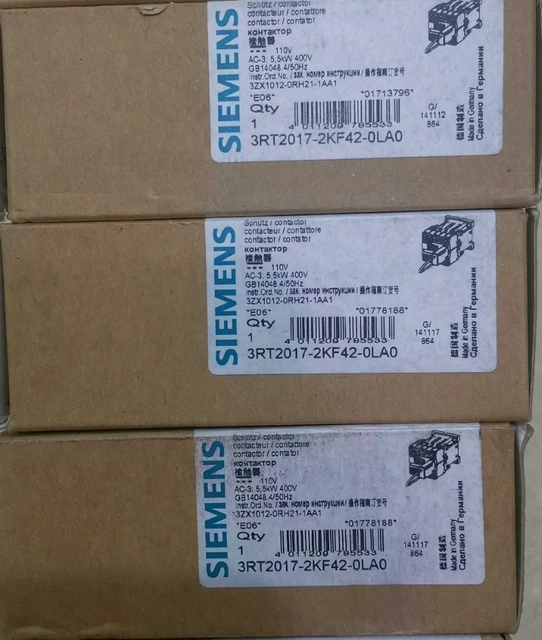 SIEMENS
Schütz / contactor
contacteur / contattore
contactor / contator
контактор
接触器
110V
AC-3: 5,5kW 400V
GB14048.4/50Hz
Instr.Ord.No. / зак. номер инструкции / 操作指南订货号
3ZX1012-0RH21-1AA1
"E06" *01713796*
Qty
1
4 011209 785533
3RT2017-2KF42-0LA0
G/
141112
864
德国制造
Made in Germany
Сделано в Германии
SIEMENS
Schütz / contactor
contacteur / contattore
contactor / contator
контактор
接触器
110V
AC-3: 5,5kW 400V
GB14048.4/50Hz
Instr.Ord.No. / зак. номер инструкции / 操作指南订货号
3ZX1012-0RH21-1AA1
"E06" *01778188*
Qty
1
4 011209 785533
3RT2017-2KF42-0LA0
G/
141117
864
德国制造
Made in Germany
Сделано в Германии
SIEMENS
Schütz / contactor
contacteur / contattore
contactor / contator
контактор
接触器
110V
AC-3: 5,5kW 400V
GB14048.4/50Hz
Instr.Ord.No. / зак. номер инструкции / 操作指南订货号
3ZX1012-0RH21-1AA1
"E06" *01778188*
Qty
1
4 011209 785533
3RT2017-2KF42-0LA0
G/
141117
864
德国制造
Made in Germany
Сделано в Германии